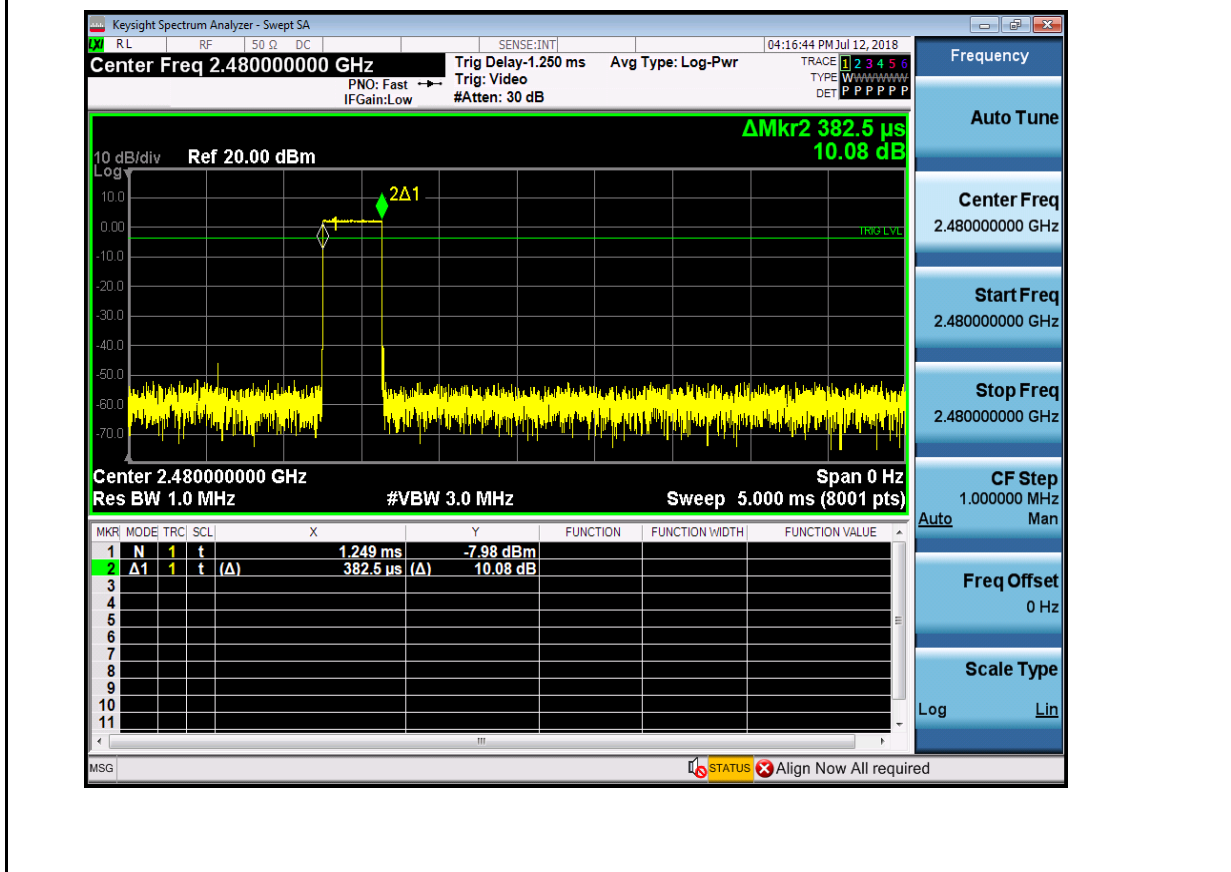 Keysight Spectrum Analyzer - Swept SA
LXI RL RF 50 Ω DC SENSE:INT 04:16:44 PM Jul 12, 2018
Center Freq 2.480000000 GHz
PNO: Fast
IFGain:Low
Trig Delay-1.250 ms
Trig: Video
#Atten: 30 dB
Avg Type: Log-Pwr
TRACE 1 2 3 4 5 6
TYPE WWWWWW
DET P P P P P P
ΔMkr2 382.5 µs
10.08 dB
10 dB/div Ref 20.00 dBm
Log
10.0
0.00
-10.0
-20.0
-30.0
-40.0
-50.0
-60.0
-70.0
2Δ1
1
TRIG LVL
Center 2.480000000 GHz Span 0 Hz
Res BW 1.0 MHz #VBW 3.0 MHz Sweep 5.000 ms (8001 pts)
MKR MODE TRC SCL X Y FUNCTION FUNCTION WIDTH FUNCTION VALUE
1 N 1 t 1.249 ms -7.98 dBm
2 Δ1 1 t (Δ) 382.5 µs (Δ) 10.08 dB
3
4
5
6
7
8
9
10
11
MSG STATUS Align Now All required
Frequency
Auto Tune
Center Freq
2.480000000 GHz
Start Freq
2.480000000 GHz
Stop Freq
2.480000000 GHz
CF Step
1.000000 MHz
Auto Man
Freq Offset
0 Hz
Scale Type
Log Lin